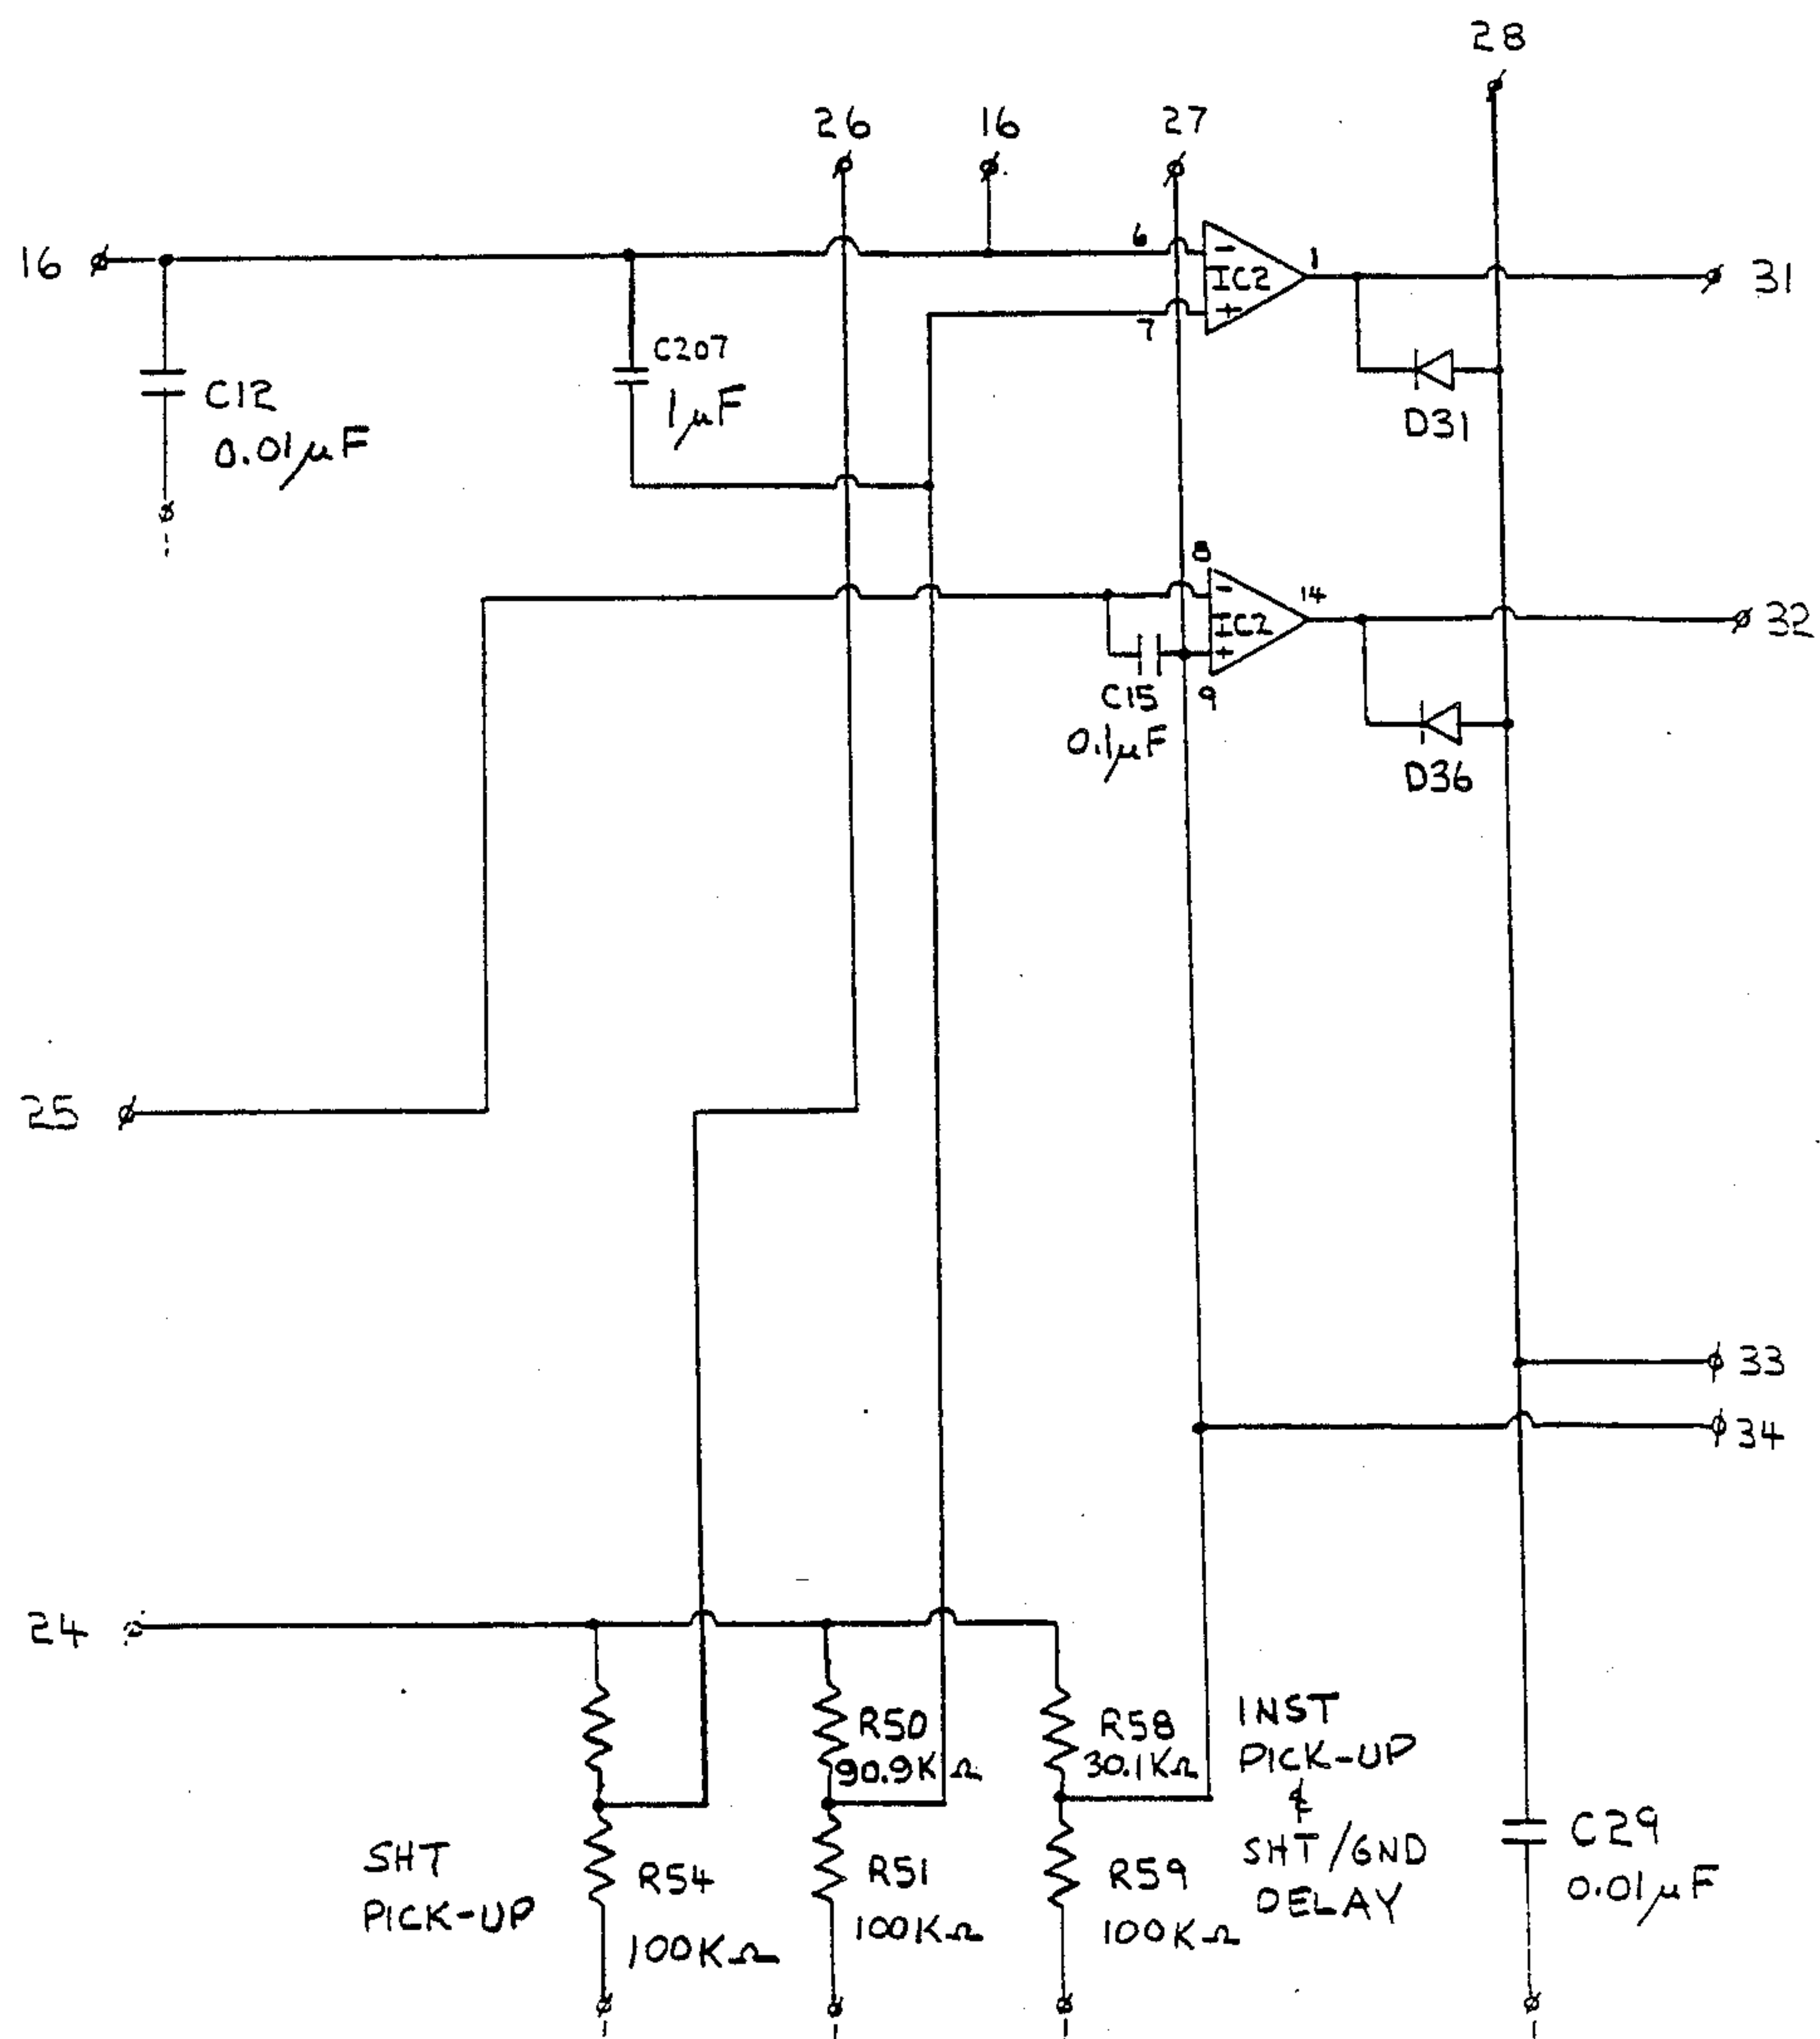 28
26
16
27
16
6
-
IC2
+
7
1
31
C207
1µF
C12
0.01µF
D31
8
-
IC2
+
9
14
32
C15
0.1µF
D36
25
33
34
24
R50
90.9KΩ
R58
30.1KΩ
INST
PICK-UP
&
SHT/GND
DELAY
SHT
PICK-UP
R54
100KΩ
R51
100KΩ
R59
100KΩ
C29
0.01µF